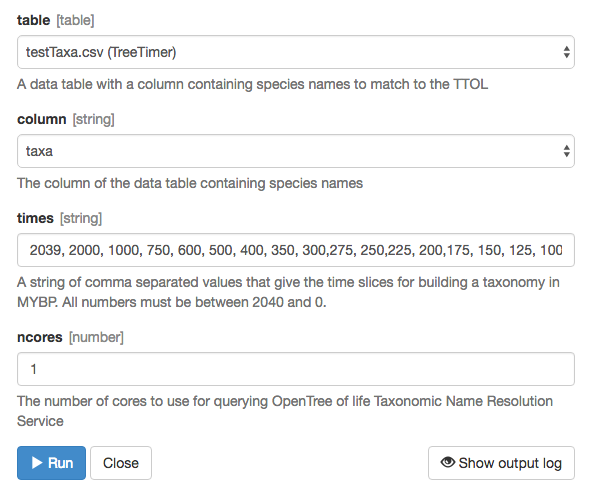 table [table]
testTaxa.csv (TreeTimer)
A data table with a column containing species names to match to the TTOL
column [string]
taxa
The column of the data table containing species names
times [string]
2039, 2000, 1000, 750, 600, 500, 400, 350, 300,275, 250,225, 200,175, 150, 125, 100
A string of comma separated values that give the time slices for building a taxonomy in
MYBP. All numbers must be between 2040 and 0.
ncores [number]
1
The number of cores to use for querying OpenTree of life Taxonomic Name Resolution
Service
Run Close Show output log